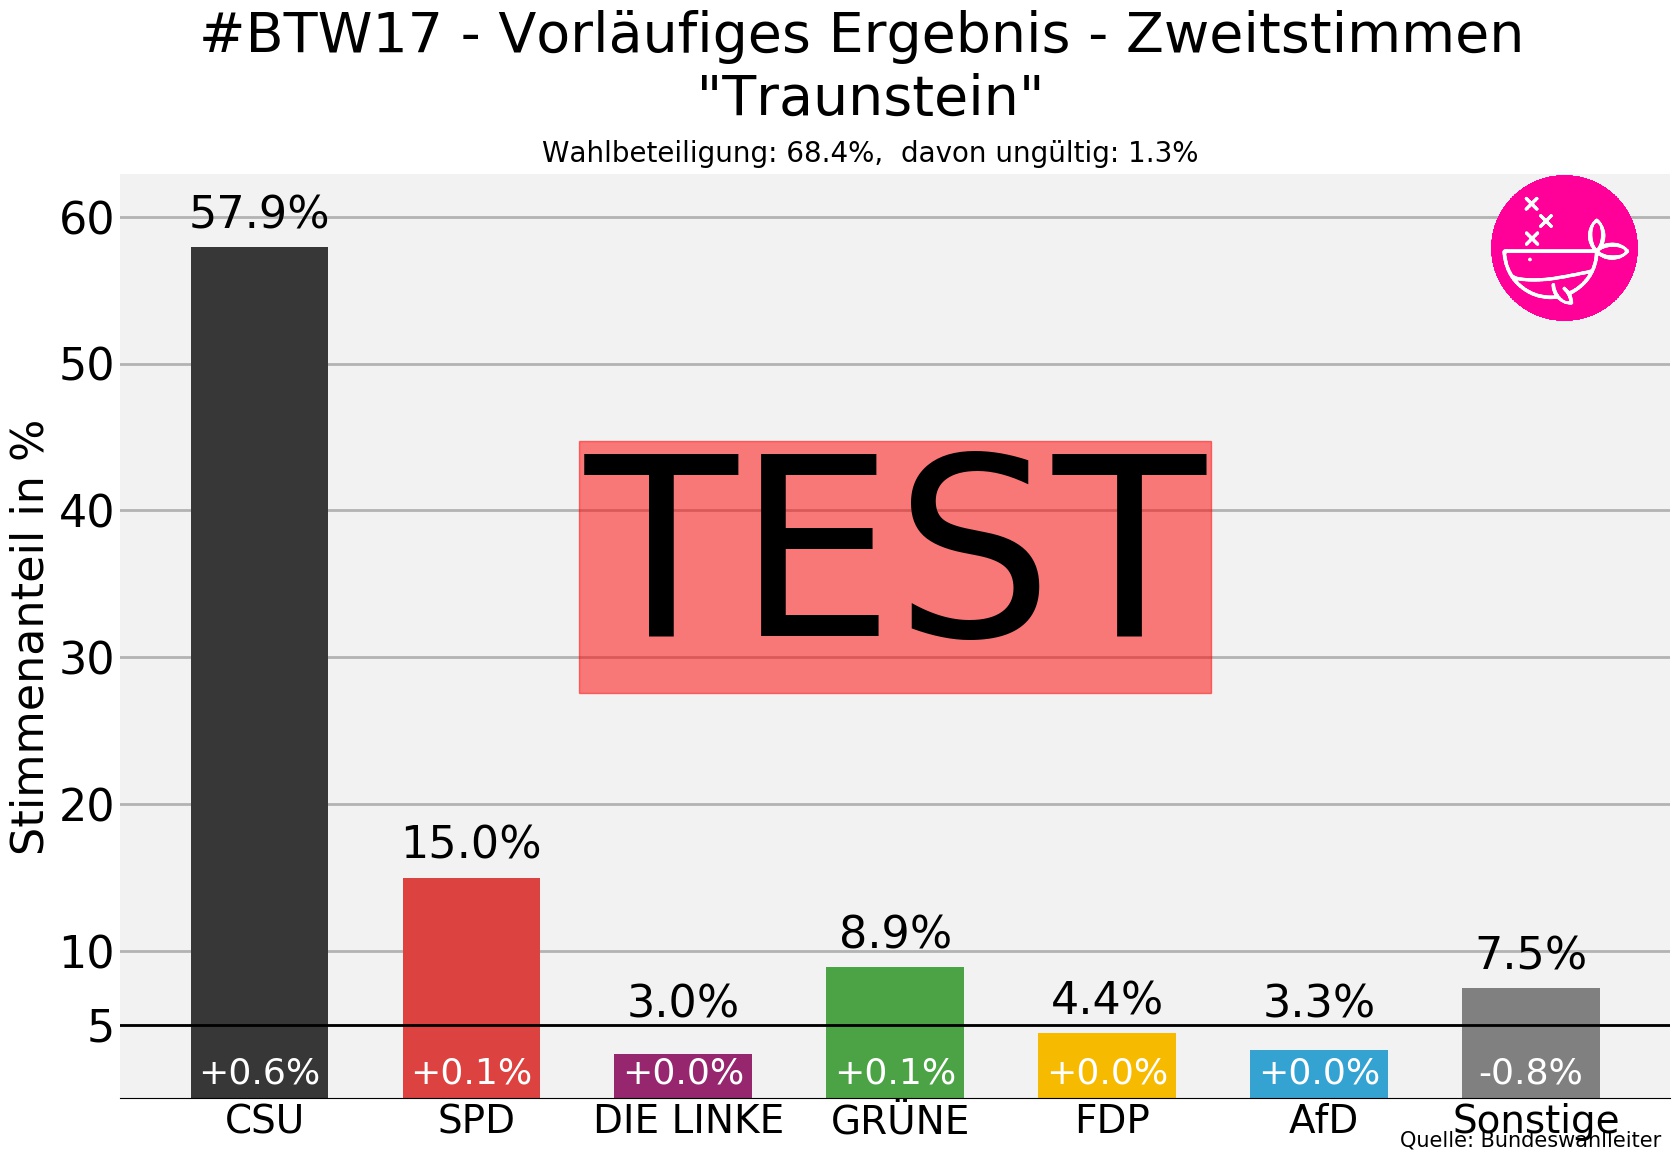 #BTW17 - Vorläufiges Ergebnis - Zweitstimmen
"Traunstein"
Wahlbeteiligung: 68.4%,  davon ungültig: 1.3%
Stimmenanteil in %
60
50
40
30
20
10
5
57.9%
15.0%
3.0%
8.9%
4.4%
3.3%
7.5%
TEST
+0.6%
+0.1%
+0.0%
+0.1%
+0.0%
+0.0%
-0.8%
CSU
SPD
DIE LINKE
GRÜNE
FDP
AfD
Sonstige
Quelle: Bundeswahlleiter